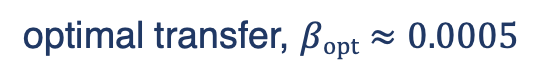 optimal transfer, βopt ≈ 0.0005